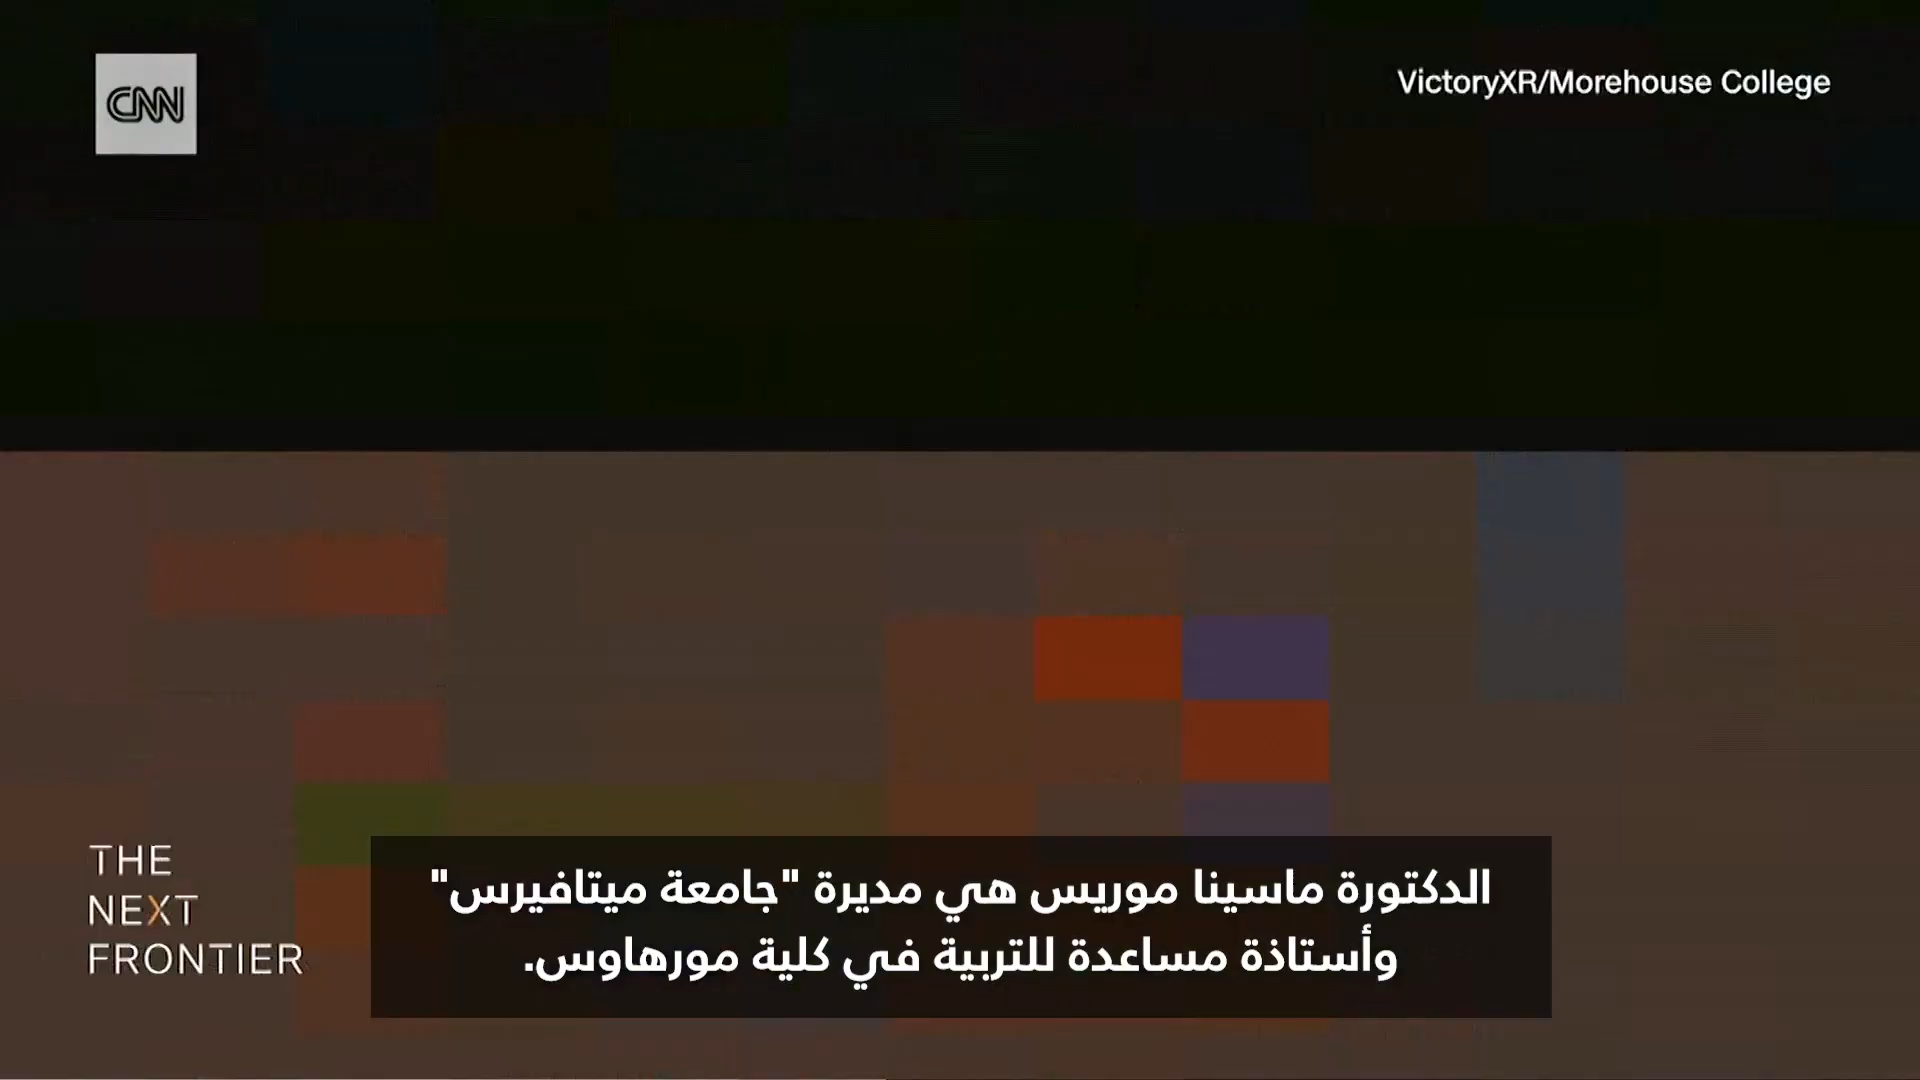 CNN
VictoryXR/Morehouse College
THE
NEXT
FRONTIER
الدكتورة ماسينا موريس هي مديرة "جامعة ميتافيرس"
وأستاذة مساعدة للتربية في كلية مورهاوس.